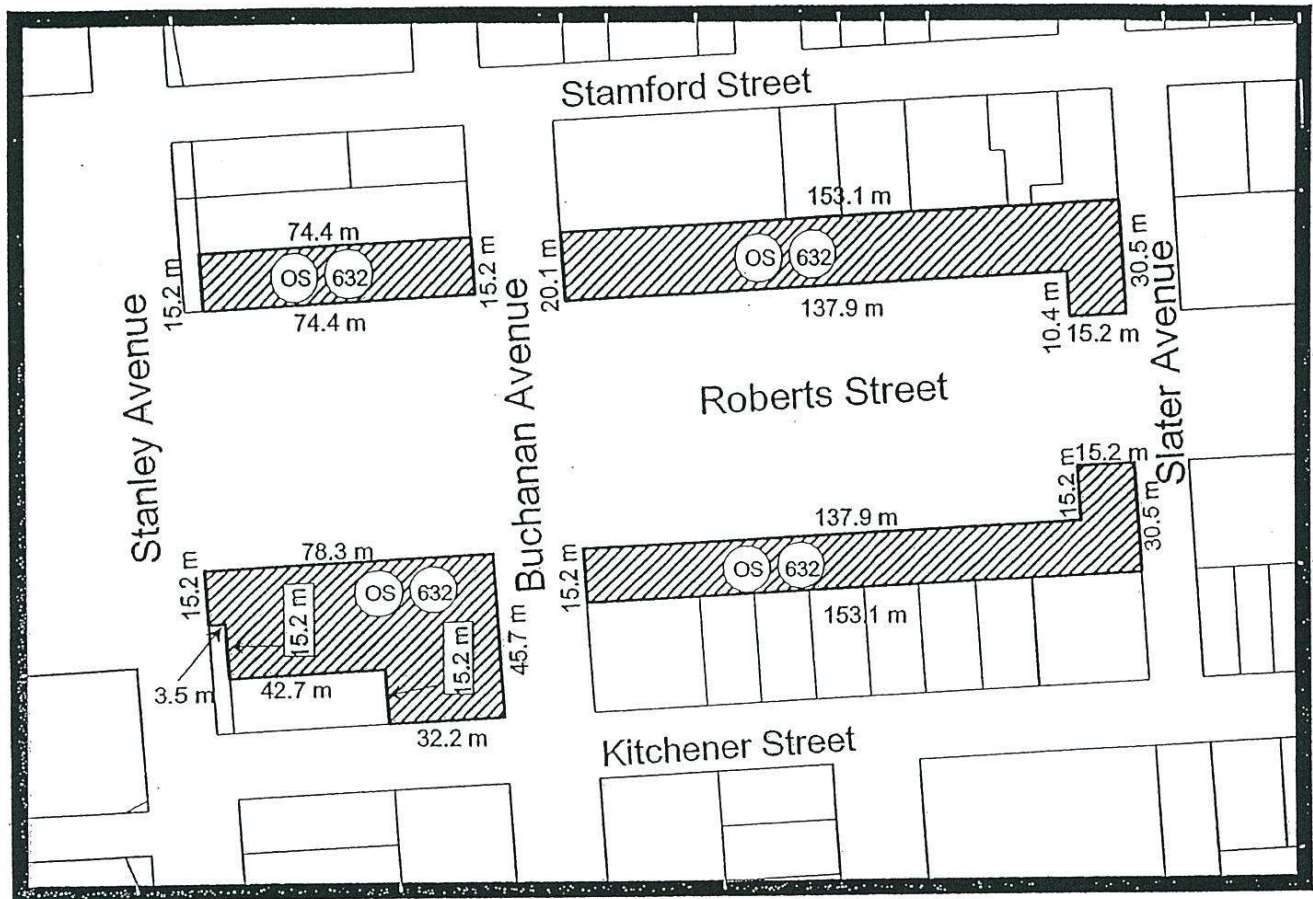 Stamford Street
74.4 m
15.2 m
OS
632
15.2 m
74.4 m
153.1 m
20.1 m
OS
632
30.5 m
137.9 m
10.4 m
15.2 m
Stanley Avenue
Buchanan Avenue
Roberts Street
Slater Avenue
78.3 m
15.2 m
OS
632
15.2 m
15.2 m
45.7 m
3.5 m
42.7 m
32.2 m
15.2 m
15.2 m
137.9 m
15.2 m
OS
632
30.5 m
153.1 m
Kitchener Street